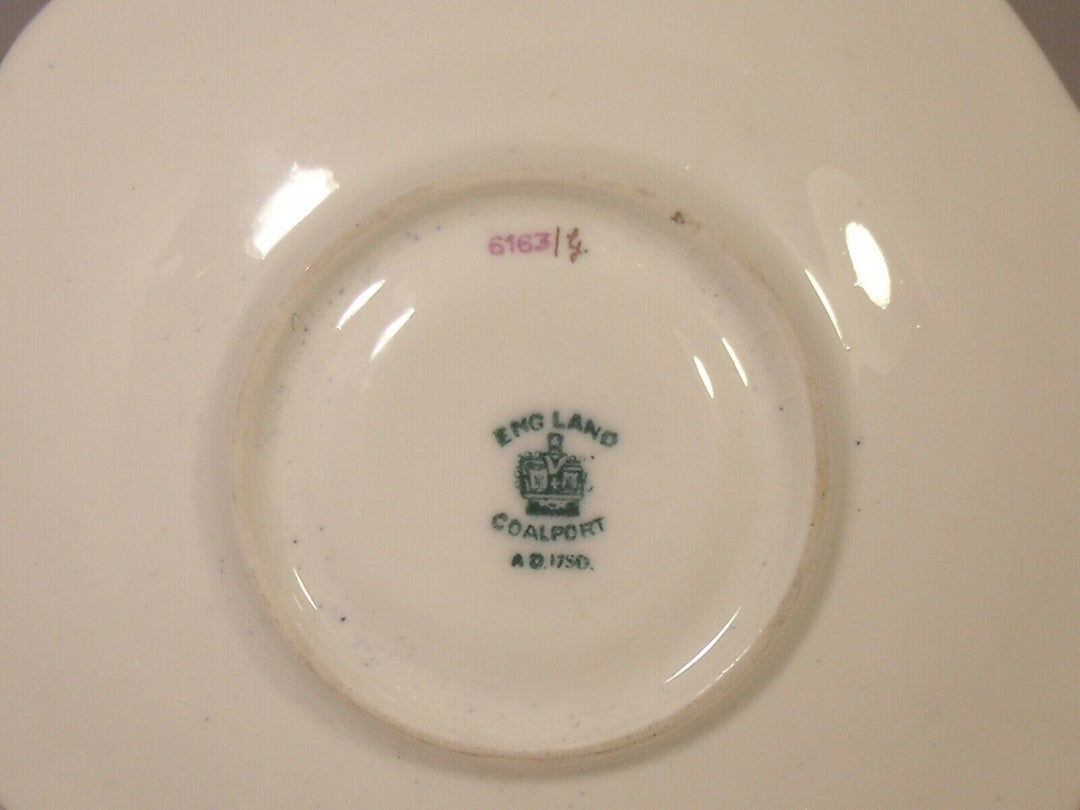 6163/G.
ENGLAND
COALPORT
A.D.1750.